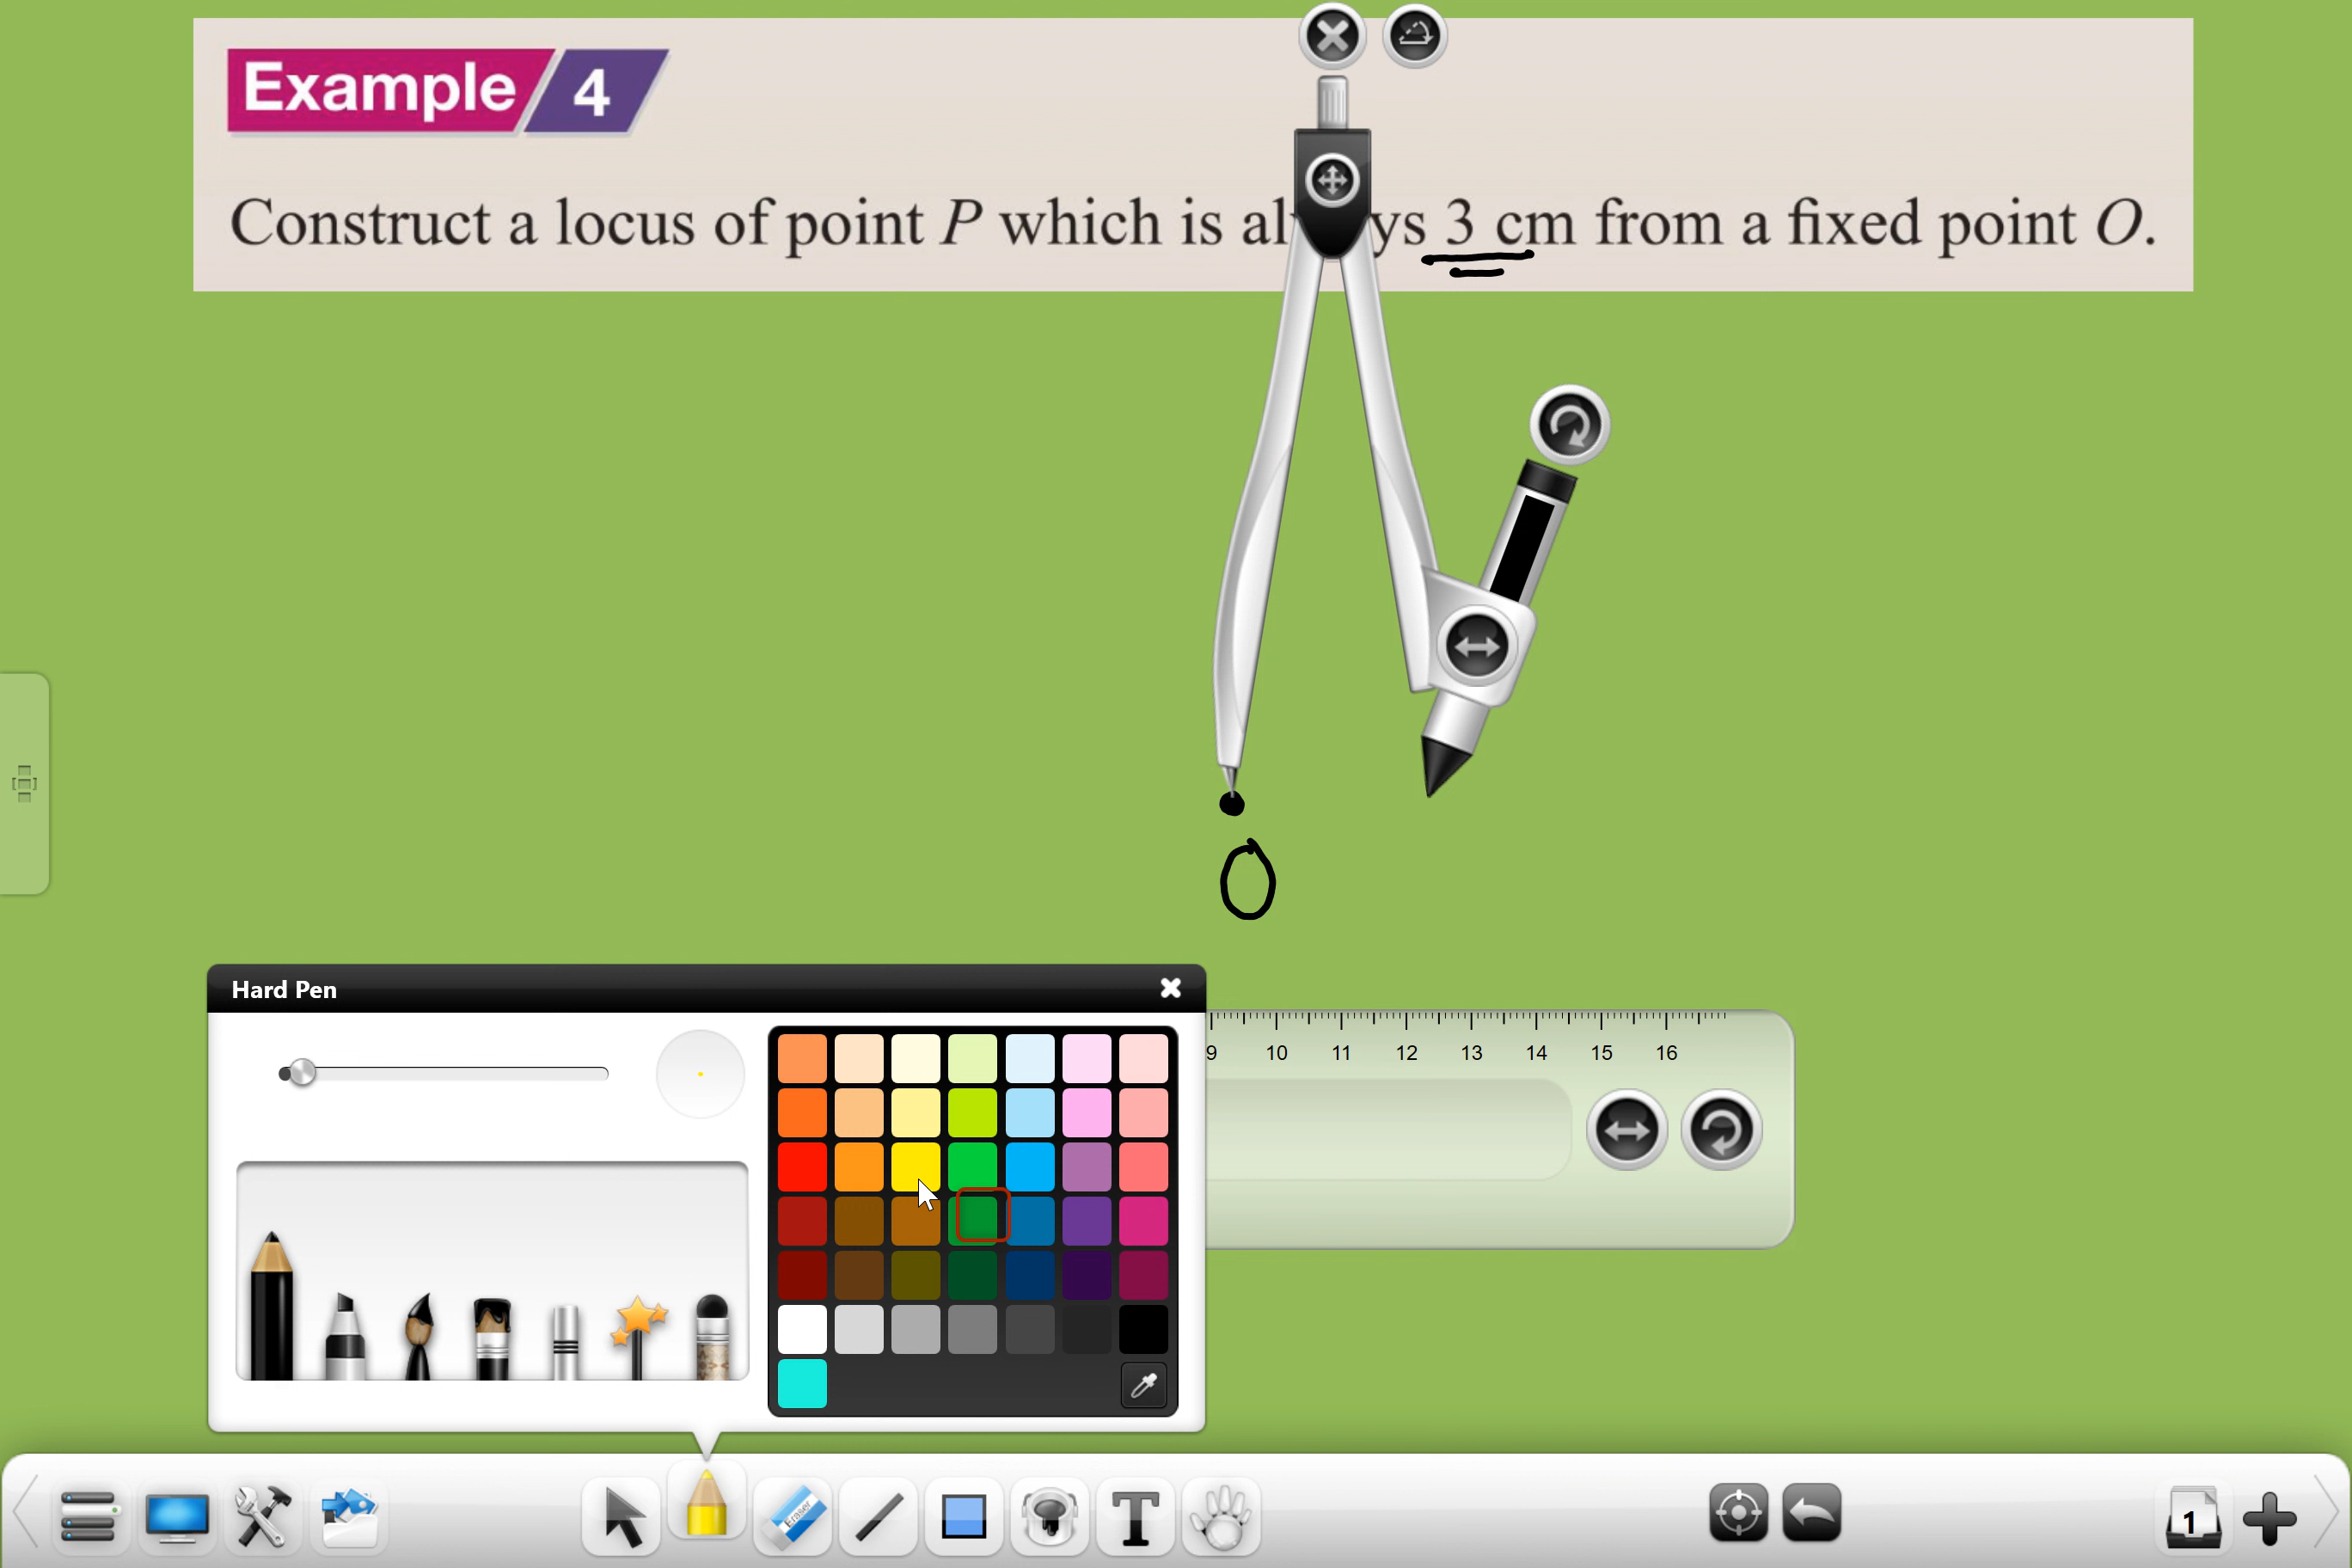 Example 4
Construct a locus of point P which is al ys 3 cm from a fixed point O.
O
Hard Pen
9 10 11 12 13 14 15 16
Eraser
T
1